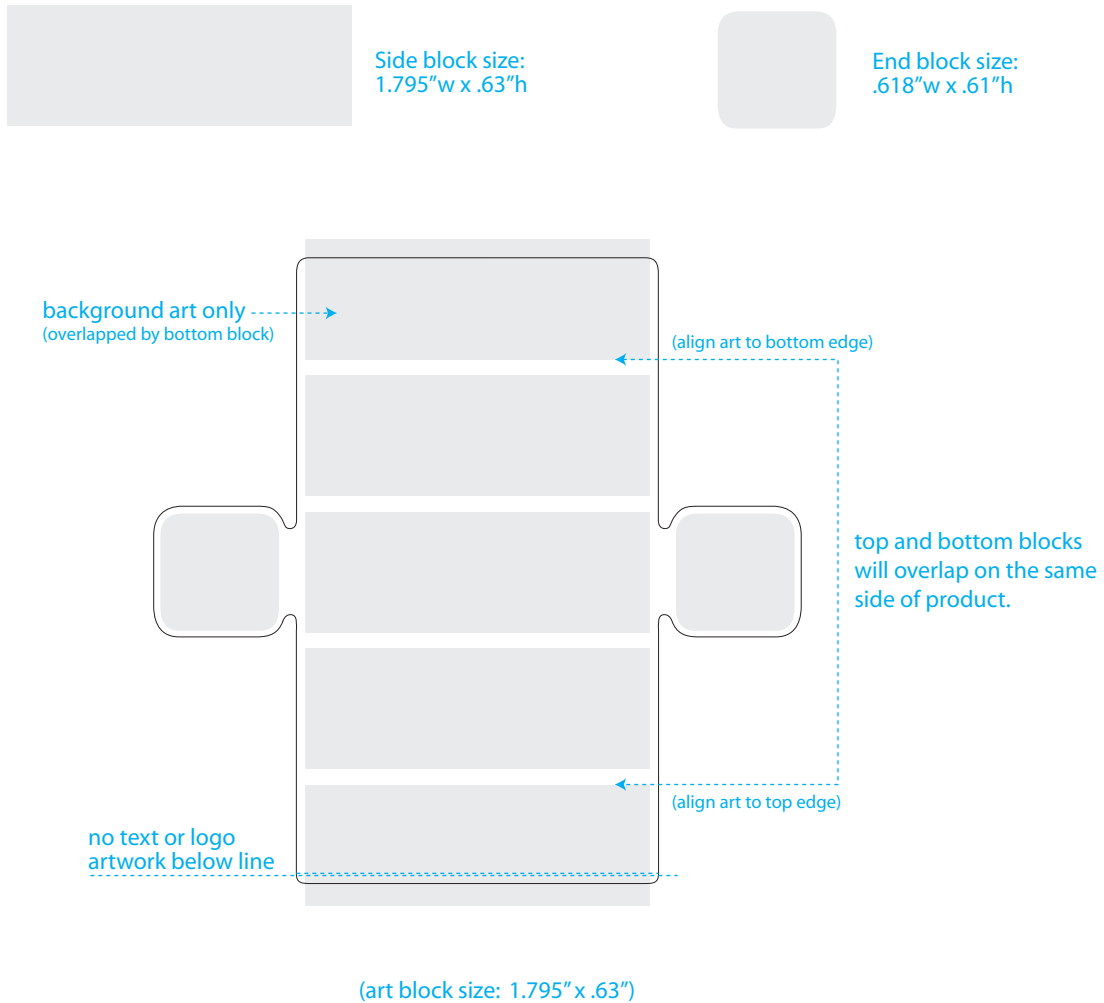 Side block size:
1.795"w x .63"h
End block size:
.618"w x .61"h
background art only
(overlapped by bottom block)
(align art to bottom edge)
top and bottom blocks
will overlap on the same
side of product.
(align art to top edge)
no text or logo
artwork below line
(art block size: 1.795" x .63")